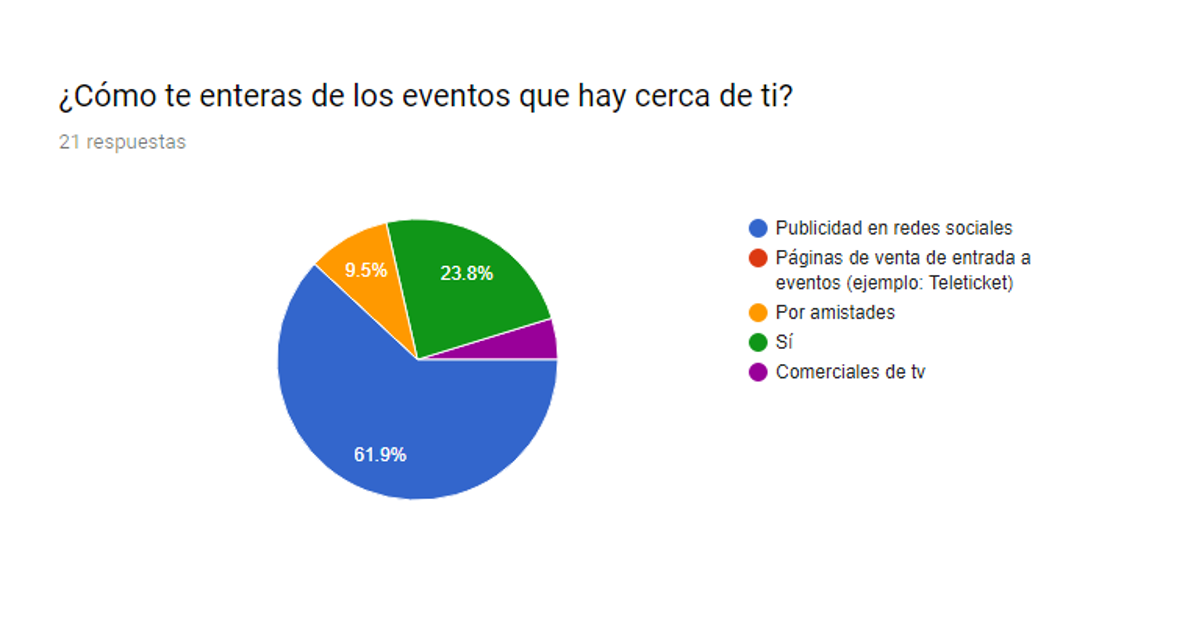 ¿Cómo te enteras de los eventos que hay cerca de ti?
21 respuestas
9.5%
23.8%
61.9%
Publicidad en redes sociales
Páginas de venta de entrada a
eventos (ejemplo: Teleticket)
Por amistades
Sí
Comerciales de tv